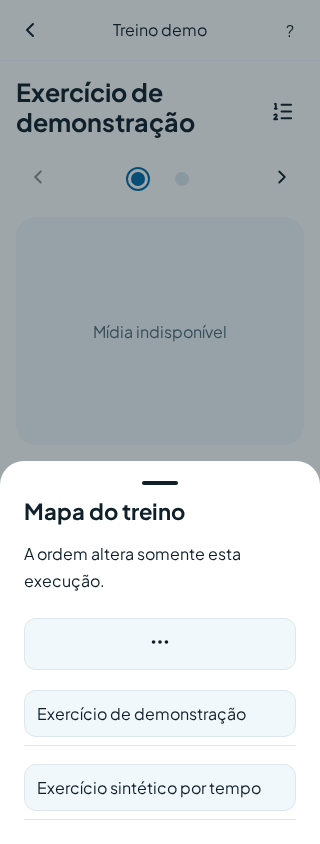 Treino demo
?
Exercício de
demonstração
Mídia indisponível
Mapa do treino
A ordem altera somente esta
execução.
•••
Exercício de demonstração
Exercício sintético por tempo